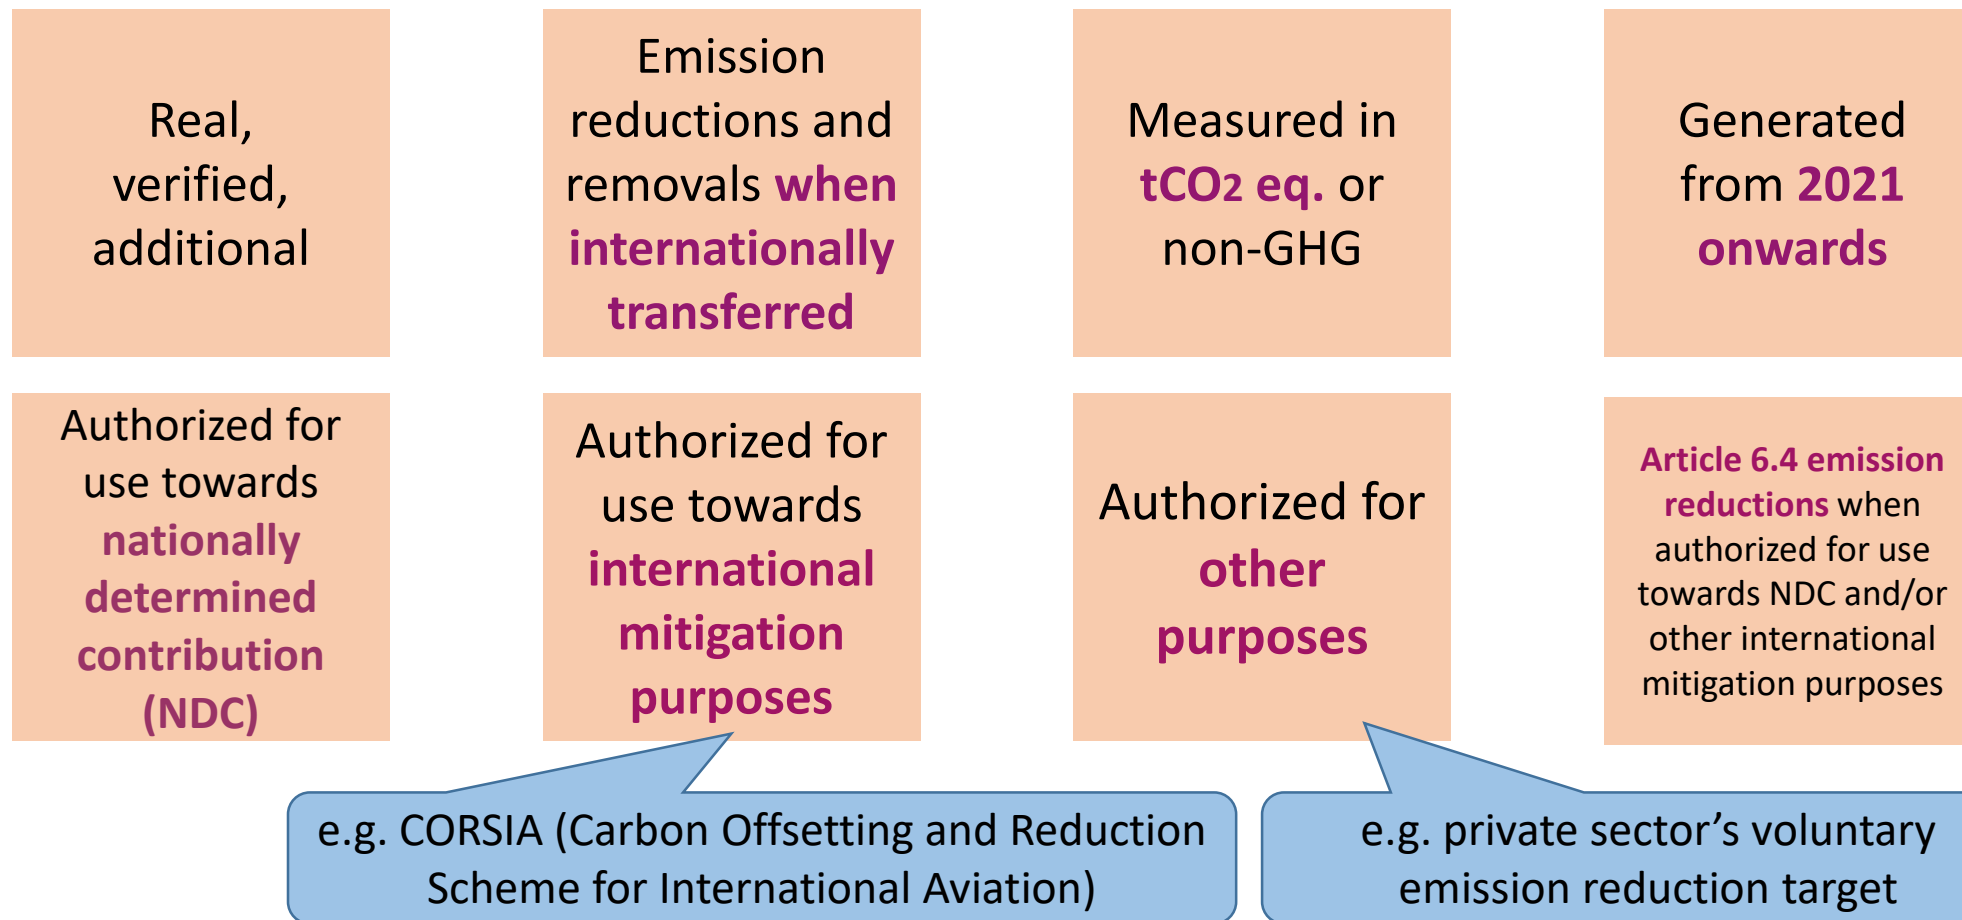 Real,
verified,
additional
Emission
reductions and
removals when
internationally
transferred
Measured in
tCO2 eq. or
non-GHG
Generated
from 2021
onwards
Authorized for
use towards
nationally
determined
contribution
(NDC)
Authorized for
use towards
international
mitigation
purposes
Authorized for
other
purposes
Article 6.4 emission
reductions when
authorized for use
towards NDC and/or
other international
mitigation purposes
e.g. CORSIA (Carbon Offsetting and Reduction
Scheme for International Aviation)
e.g. private sector’s voluntary
emission reduction target